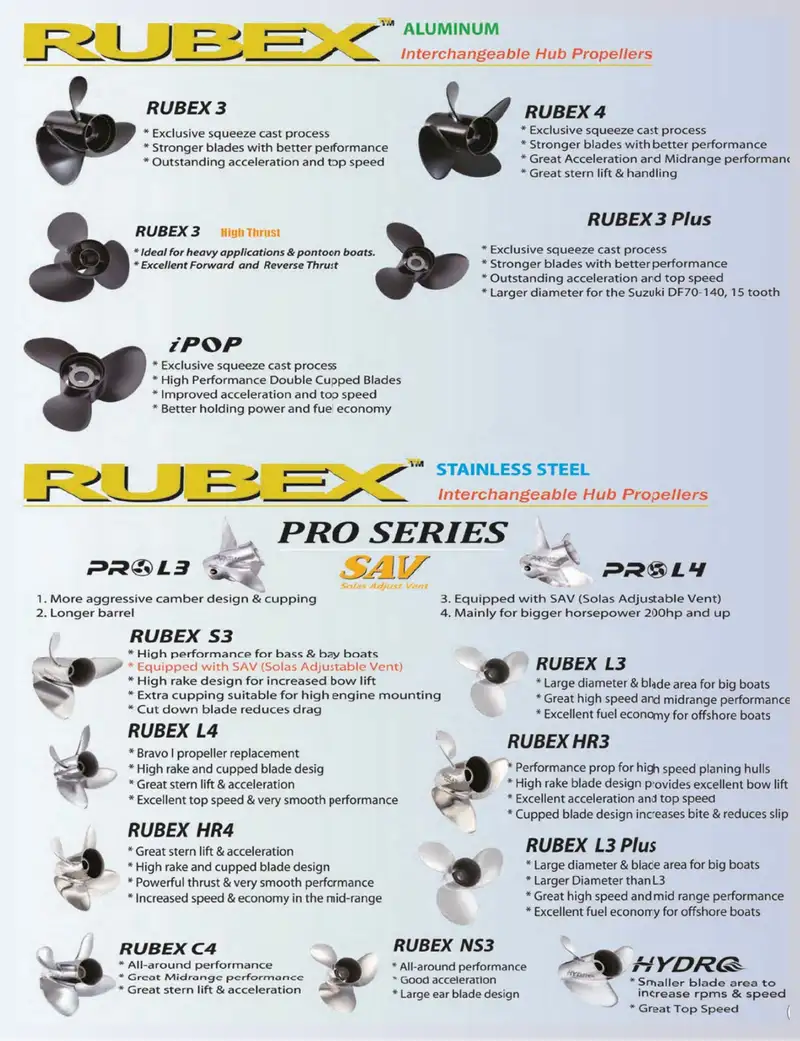 RUBEX™ ALUMINUM
Interchangeable Hub Propellers
RUBEX 3
* Exclusive squeeze cast process
* Stronger blades with better performance
* Outstanding acceleration and top speed
RUBEX 4
* Exclusive squeeze cast process
* Stronger blades with better performance
* Great Acceleration and Midrange performanc
* Great stern lift & handling
RUBEX 3 High Thrust
* Ideal for heavy applications & pontoon boats.
* Excellent Forward and Reverse Thrust
RUBEX 3 Plus
* Exclusive squeeze cast process
* Stronger blades with better performance
* Outstanding acceleration and top speed
* Larger diameter for the Suzuki DF70-140, 15 tooth
iPOP
* Exclusive squeeze cast process
* High Performance Double Cupped Blades
* Improved acceleration and top speed
* Better holding power and fuel economy
RUBEX™ STAINLESS STEEL
Interchangeable Hub Propellers
PRO SERIES
PRO L3
SAV
Solas Adjust Vent
PRO L4
1. More aggressive camber design & cupping
2. Longer barrel
3. Equipped with SAV (Solas Adjustable Vent)
4. Mainly for bigger horsepower 200hp and up
RUBEX S3
* High performance for bass & bay boats
* Equipped with SAV (Solas Adjustable Vent)
* High rake design for increased bow lift
* Extra cupping suitable for high engine mounting
* Cut down blade reduces drag
RUBEX L3
* Large diameter & blade area for big boats
* Great high speed and midrange performance
* Excellent fuel economy for offshore boats
RUBEX L4
* Bravo I propeller replacement
* High rake and cupped blade desig
* Great stern lift & acceleration
* Excellent top speed & very smooth performance
RUBEX HR3
* Performance prop for high speed planing hulls
* High rake blade design provides excellent bow lift
* Excellent acceleration and top speed
* Cupped blade design increases bite & reduces slip
RUBEX HR4
* Great stern lift & acceleration
* High rake and cupped blade design
* Powerful thrust & very smooth performance
* Increased speed & economy in the mid-range
RUBEX L3 Plus
* Large diameter & blade area for big boats
* Larger Diameter than L3
* Great high speed and mid range performance
* Excellent fuel economy for offshore boats
RUBEX C4
* All-around performance
* Great Midrange performance
* Great stern lift & acceleration
RUBEX NS3
* All-around performance
* Good acceleration
* Large ear blade design
HYDRO
* Smaller blade area to
increase rpms & speed
* Great Top Speed